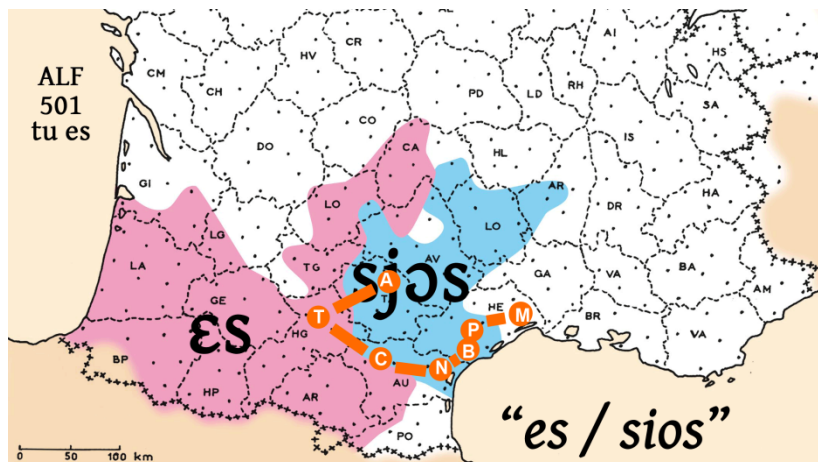 ALF
501
tu es
CM
CH
HV
CR
AL
AI
HS
PD
LD
RH
SA
DO
CO
CA
HL
IS
GI
LO
AR
HA
LO
DR
LG
LA
TG
AV
GA
VA
BA
AM
GE
sjɔs
A
T
HE
M
T
P
BR
VA
ɛs
HG
C
N
B
BP
HP
AR
AU
PO
“es / sios”
0 50 100 km